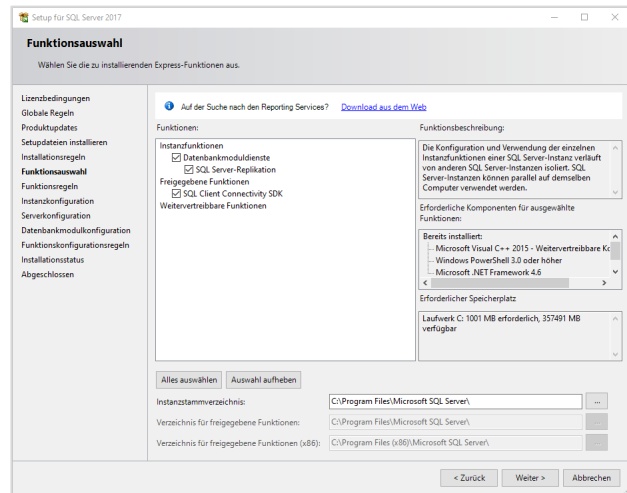 Setup für SQL Server 2017
Funktionsauswahl
Wählen Sie die zu installierenden Express-Funktionen aus.
Lizenzbedingungen
Globale Regeln
Produktupdates
Setupdateien installieren
Installationsregeln
Funktionsauswahl
Funktionsregeln
Instanzkonfiguration
Serverkonfiguration
Datenbankmodulkonfiguration
Funktionskonfigurationsregeln
Installationsstatus
Abgeschlossen
Auf der Suche nach den Reporting Services? Download aus dem Web
Funktionen:
Instanzfunktionen
Datenbankmoduldienste
SQL Server-Replikation
Freigegebene Funktionen
SQL Client Connectivity SDK
Weitervertreibbare Funktionen
Funktionsbeschreibung:
Die Konfiguration und Verwendung der einzelnen
Instanzfunktionen einer SQL Server-Instanz verläuft
von anderen SQL Server-Instanzen isoliert. SQL
Server-Instanzen können parallel auf demselben
Computer verwendet werden.
Erforderliche Komponenten für ausgewählte
Funktionen:
Bereits installiert:
Microsoft Visual C++ 2015 - Weitervertreibbare Kc
Windows PowerShell 3.0 oder höher
Microsoft .NET Framework 4.6
Erforderlicher Speicherplatz
Laufwerk C: 1001 MB erforderlich, 357491 MB
verfügbar
Alles auswählen Auswahl aufheben
Instanzstammverzeichnis: C:\Program Files\Microsoft SQL Server\ ...
Verzeichnis für freigegebene Funktionen: C:\Program Files\Microsoft SQL Server\ ...
Verzeichnis für freigegebene Funktionen (x86): C:\Program Files (x86)\Microsoft SQL Server\ ...
< Zurück Weiter > Abbrechen